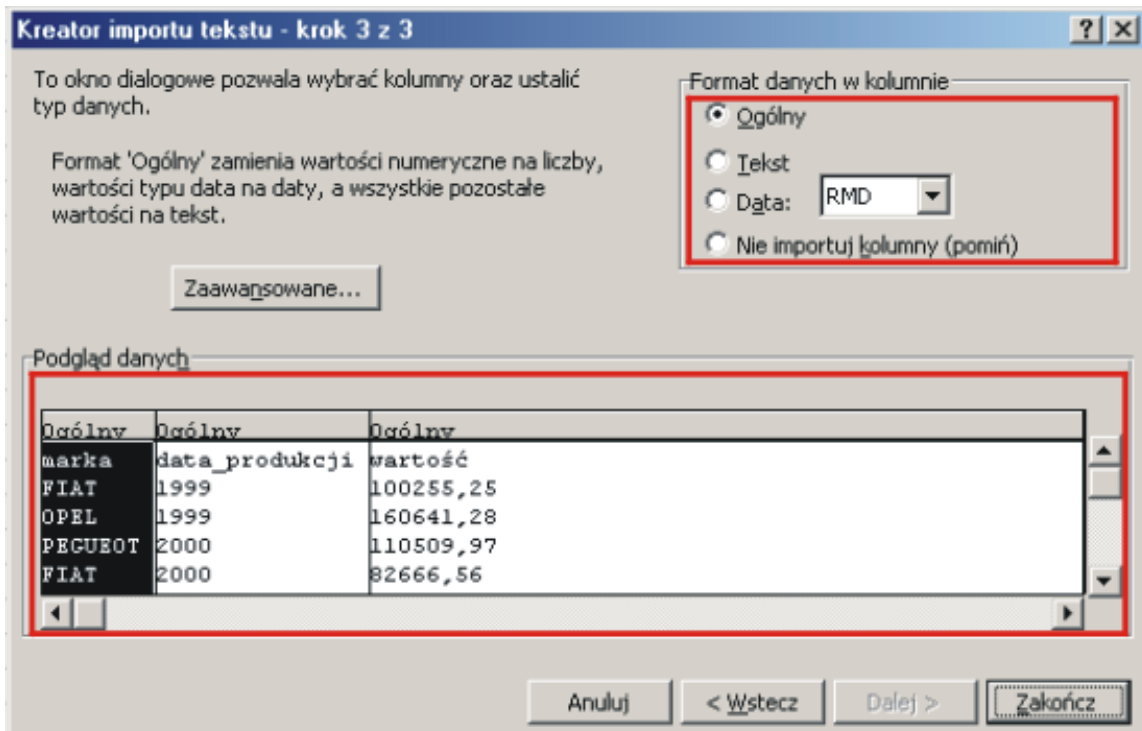 Kreator importu tekstu - krok 3 z 3
To okno dialogowe pozwala wybrać kolumny oraz ustalić
typ danych.
Format 'Ogólny' zamienia wartości numeryczne na liczby,
wartości typu data na daty, a wszystkie pozostałe
wartości na tekst.
Zaawansowane...
Format danych w kolumnie
Ogólny
Tekst
Data: RMD
Nie importuj kolumny (pomiń)
Podgląd danych
Ogólny Ogólny Ogólny
marka data_produkcji wartość
FIAT 1999 100255,25
OPEL 1999 160641,28
PEGUEOT 2000 110509,97
FIAT 2000 82666,56
Anuluj < Wstecz Dalej > Zakończ